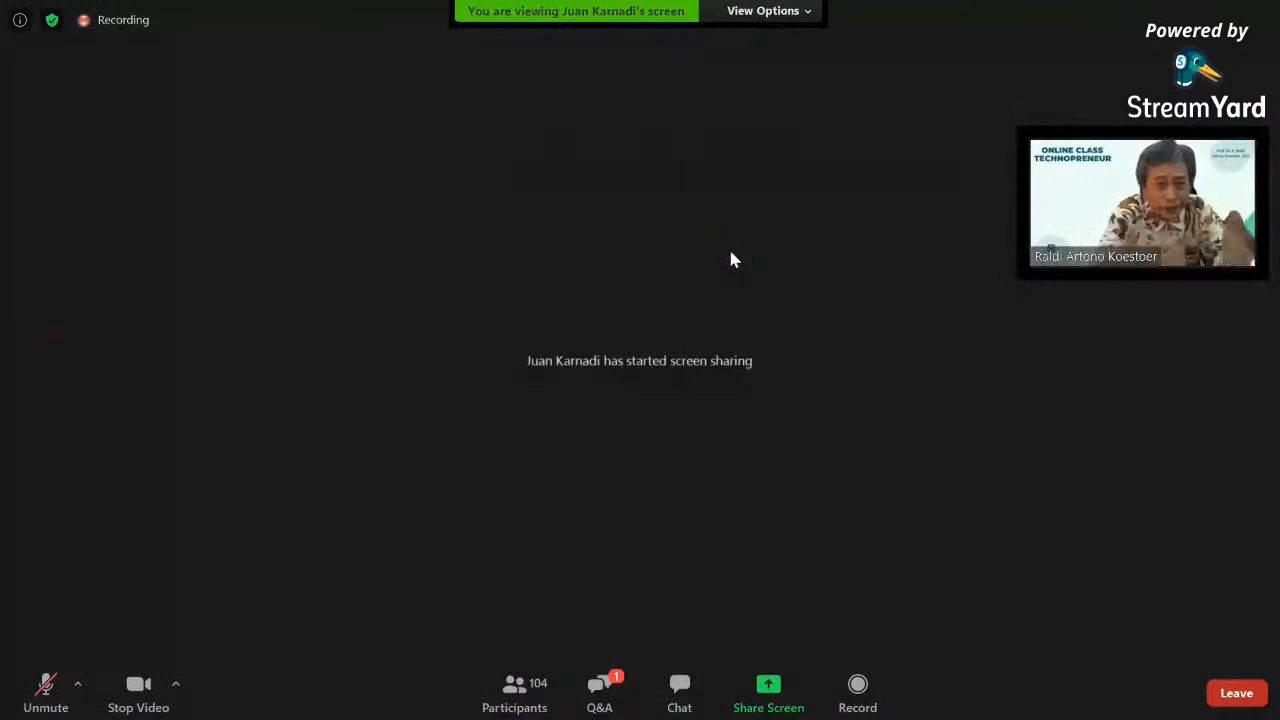 Recording
You are viewing Juan Karnadi's screen
View Options
Powered by
StreamYard
ONLINE CLASS
TECHNOPRENEUR
Raldi Artono Koestoer
Juan Karnadi has started screen sharing
Unmute
Stop Video
104
Participants
1
Q&A
Chat
Share Screen
Record
Leave